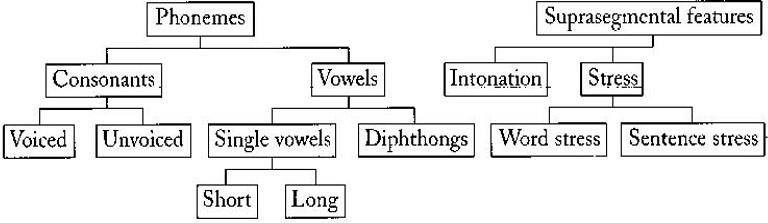 Phonemes
Suprasegmental features
Consonants
Vowels
Intonation
Stress
Voiced
Unvoiced
Single vowels
Diphthongs
Word stress
Sentence stress
Short
Long